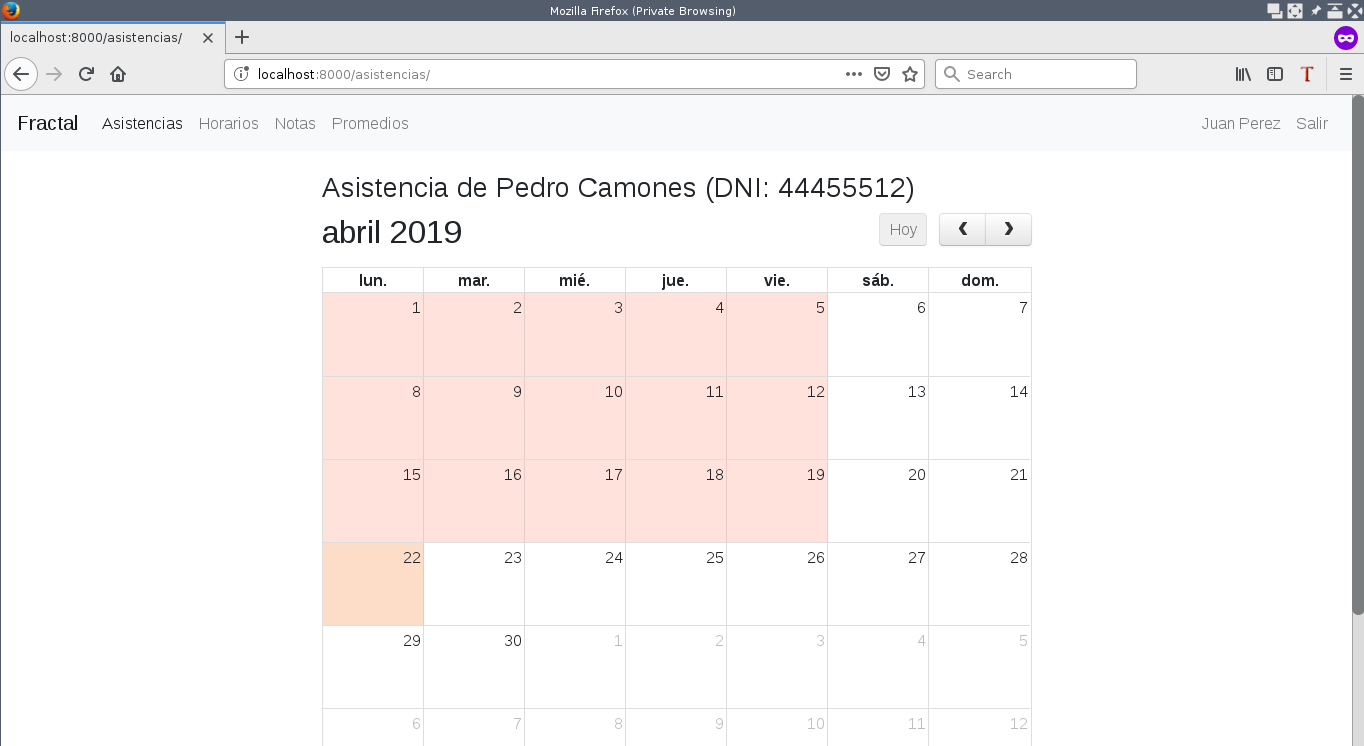 Mozilla Firefox (Private Browsing)
localhost:8000/asistencias/
localhost:8000/asistencias/ Search
Fractal Asistencias Horarios Notas Promedios Juan Perez Salir
Asistencia de Pedro Camones (DNI: 44455512)
abril 2019 Hoy
lun. mar. mié. jue. vie. sáb. dom.
1 2 3 4 5 6 7
8 9 10 11 12 13 14
15 16 17 18 19 20 21
22 23 24 25 26 27 28
29 30 1 2 3 4 5
6 7 8 9 10 11 12